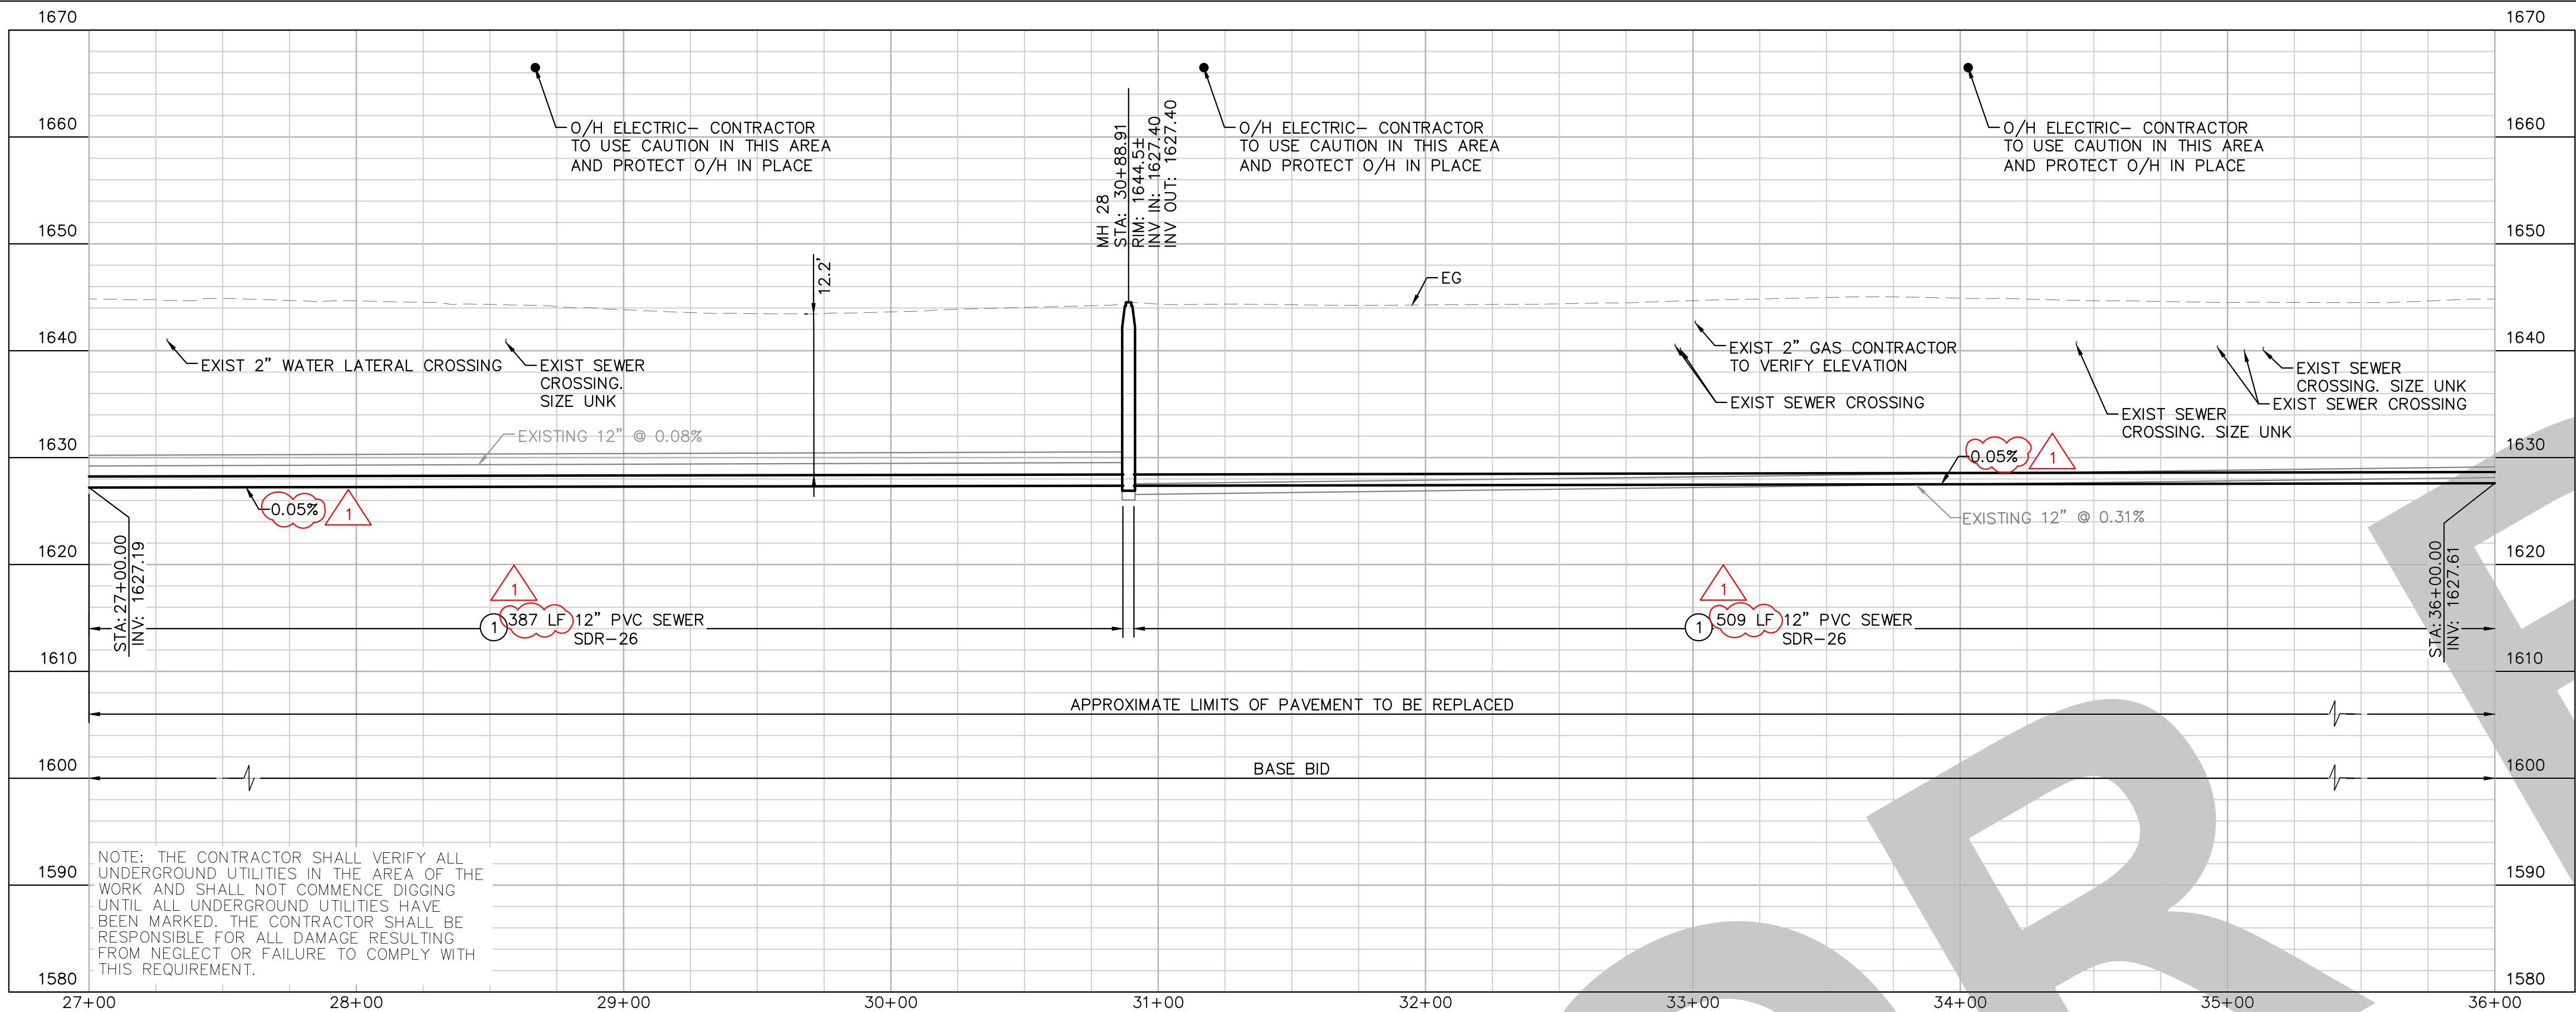 1670
1670
O/H ELECTRIC– CONTRACTOR
TO USE CAUTION IN THIS AREA
AND PROTECT O/H IN PLACE
MH 28
STA: 30+88.91
RIM: 1644.5±
INV IN: 1627.40
INV OUT: 1627.40
O/H ELECTRIC– CONTRACTOR
TO USE CAUTION IN THIS AREA
AND PROTECT O/H IN PLACE
O/H ELECTRIC– CONTRACTOR
TO USE CAUTION IN THIS AREA
AND PROTECT O/H IN PLACE
1660
1660
1650
1650
12.2'
EG
1640
1640
EXIST 2" WATER LATERAL CROSSING
EXIST SEWER
CROSSING.
SIZE UNK
EXIST 2" GAS CONTRACTOR
TO VERIFY ELEVATION
EXIST SEWER CROSSING
EXIST SEWER
CROSSING. SIZE UNK
EXIST SEWER
CROSSING. SIZE UNK
EXIST SEWER CROSSING
1630
1630
EXISTING 12" @ 0.08%
0.05%
1
0.05%
1
EXISTING 12" @ 0.31%
STA: 27+00.00
INV: 1627.19
STA: 36+00.00
INV: 1627.61
1620
1620
1
1 387 LF 12" PVC SEWER
SDR–26
1
1 509 LF 12" PVC SEWER
SDR–26
1610
1610
APPROXIMATE LIMITS OF PAVEMENT TO BE REPLACED
1600
1600
BASE BID
1590
1590
NOTE: THE CONTRACTOR SHALL VERIFY ALL
UNDERGROUND UTILITIES IN THE AREA OF THE
WORK AND SHALL NOT COMMENCE DIGGING
UNTIL ALL UNDERGROUND UTILITIES HAVE
BEEN MARKED. THE CONTRACTOR SHALL BE
RESPONSIBLE FOR ALL DAMAGE RESULTING
FROM NEGLECT OR FAILURE TO COMPLY WITH
THIS REQUIREMENT.
1580
1580
27+00 28+00 29+00 30+00 31+00 32+00 33+00 34+00 35+00 36+00